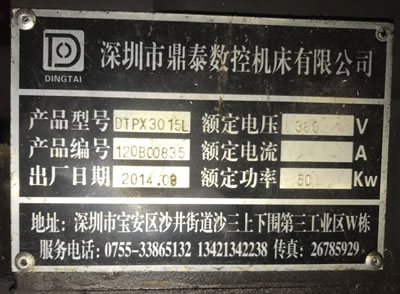 DINGTAI
深圳市鼎泰数控机床有限公司
产品型号 DTPX3015L 额定电压 380 V
产品编号 120B00835 额定电流 A
出厂日期 2014.08 额定功率 50 Kw
地址：深圳市宝安区沙井街道沙三上下围第三工业区W栋
服务电话：0755-33865132 13421342238 传真：26785929